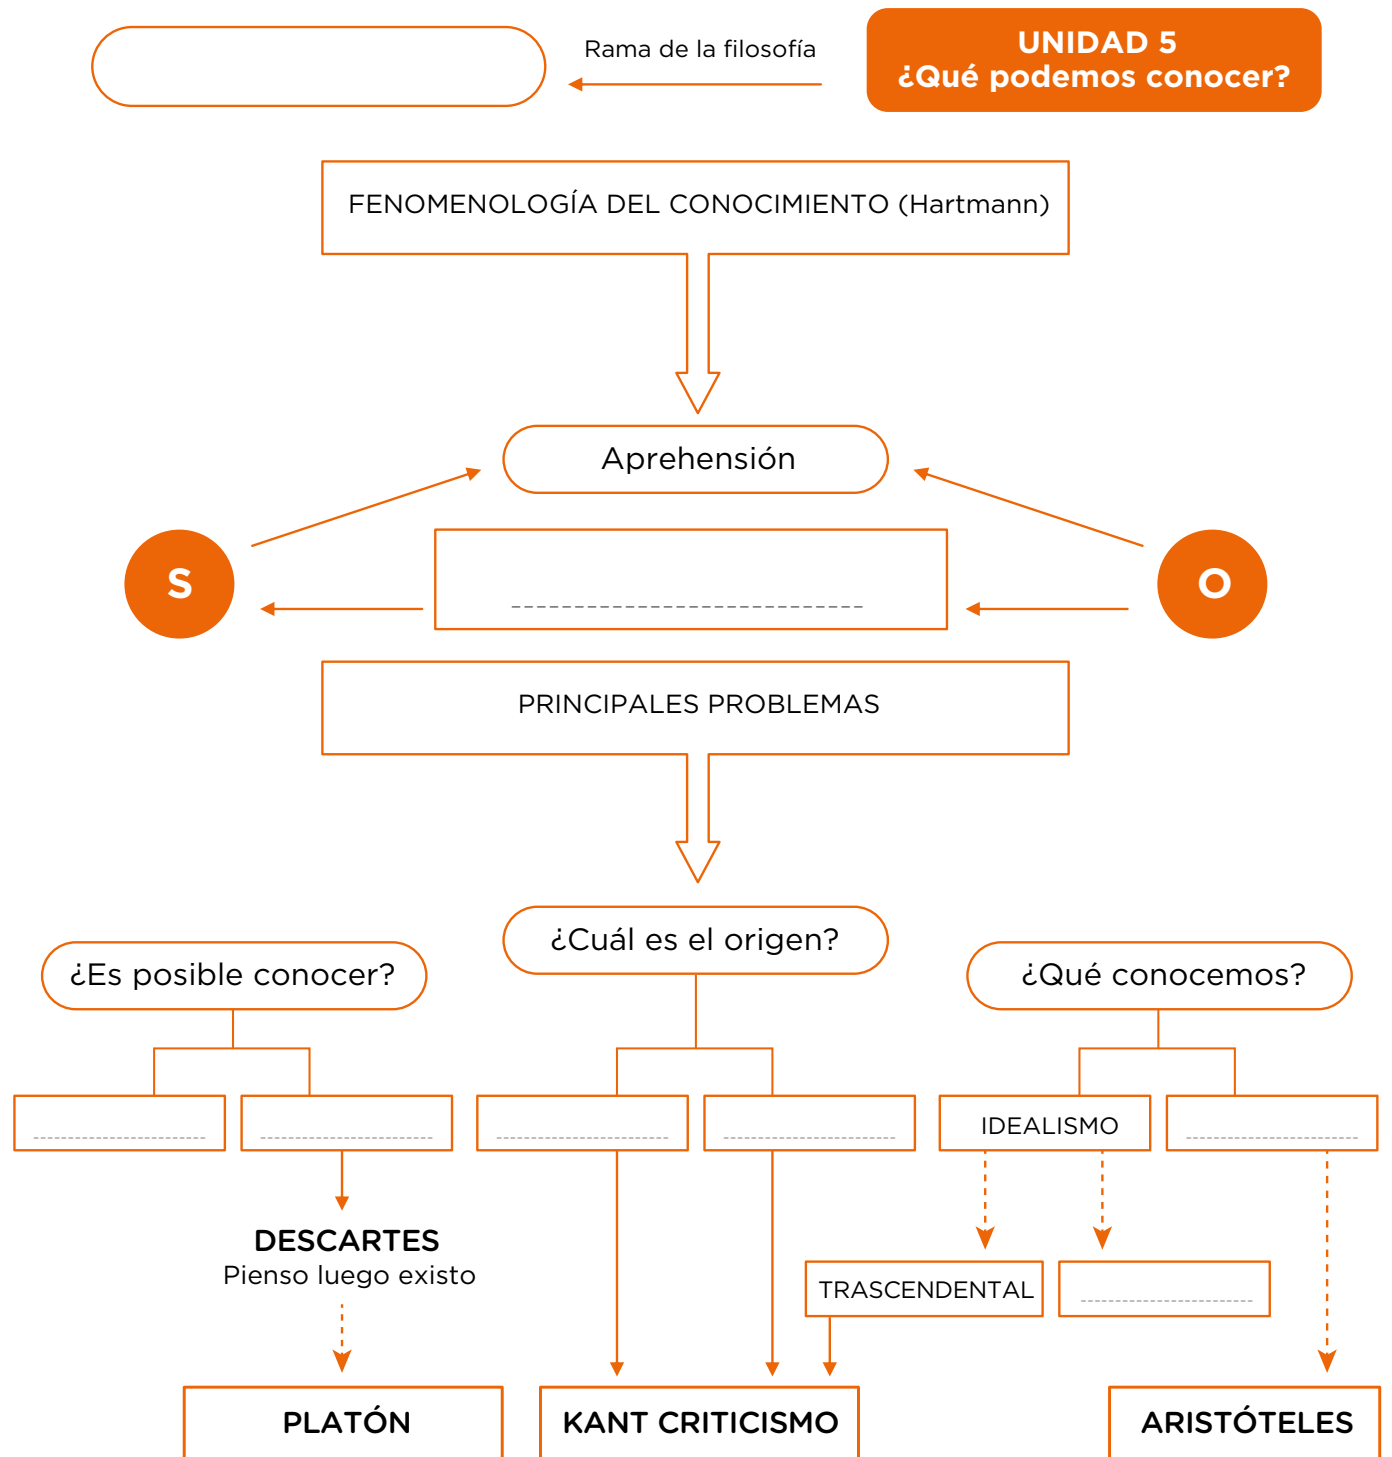 Rama de la filosofía
UNIDAD 5
¿Qué podemos conocer?
FENOMENOLOGÍA DEL CONOCIMIENTO (Hartmann)
Aprehensión
S
O
PRINCIPALES PROBLEMAS
¿Es posible conocer?
¿Cuál es el origen?
¿Qué conocemos?
IDEALISMO
DESCARTES
Pienso luego existo
TRASCENDENTAL
PLATÓN
KANT CRITICISMO
ARISTÓTELES